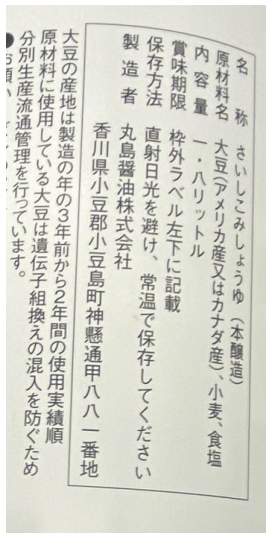 名称 さいしこみしょうゆ(本醸造)
原材料名 大豆(アメリカ産又はカナダ産)、小麦、食塩
内容量 一・八リットル
賞味期限 枠外ラベル左下に記載
保存方法 直射日光を避け、常温で保存してください
製造者 丸島醤油株式会社
香川県小豆郡小豆島町神懸通甲八八一番地
大豆の産地は製造の年の3年前から2年間の使用実績順
原材料に使用している大豆は遺伝子組換えの混入を防ぐため
分別生産流通管理を行っています。